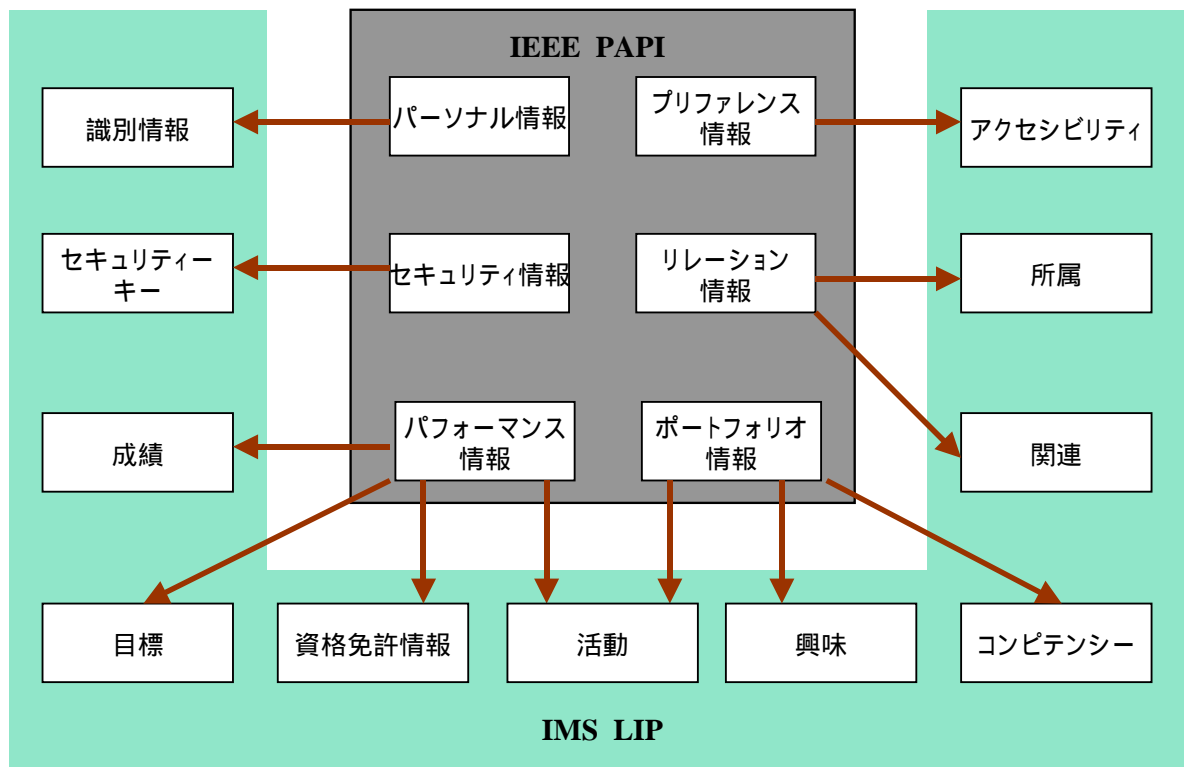 IEEE PAPI
識別情報
パーソナル情報
プリファレンス
情報
アクセシビリティ
セキュリティー
キー
セキュリティ情報
リレーション
情報
所属
成績
パフォーマンス
情報
ポートフォリオ
情報
関連
目標
資格免許情報
活動
興味
コンピテンシー
IMS LIP